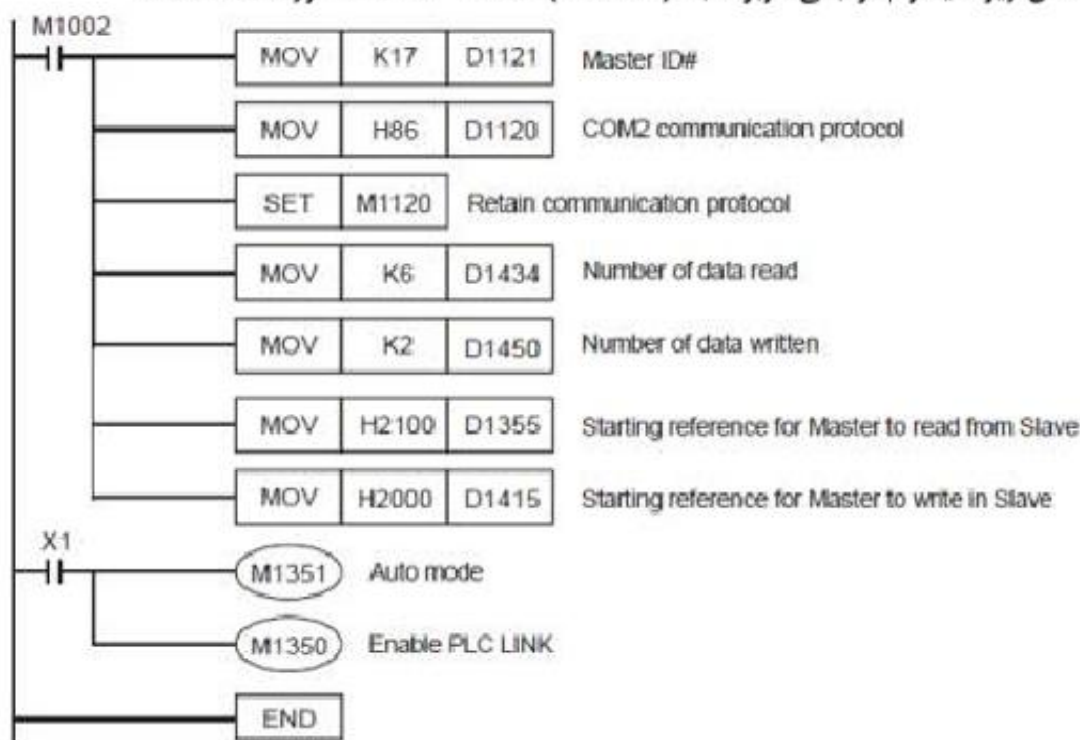 M1002
MOV K17 D1121 Master ID#
MOV H86 D1120 COM2 communication protocol
SET M1120 Retain communication protocol
MOV K6 D1434 Number of data read
MOV K2 D1450 Number of data written
MOV H2100 D1355 Starting reference for Master to read from Slave
MOV H2000 D1415 Starting reference for Master to write in Slave
X1
M1351 Auto mode
M1350 Enable PLC LINK
END